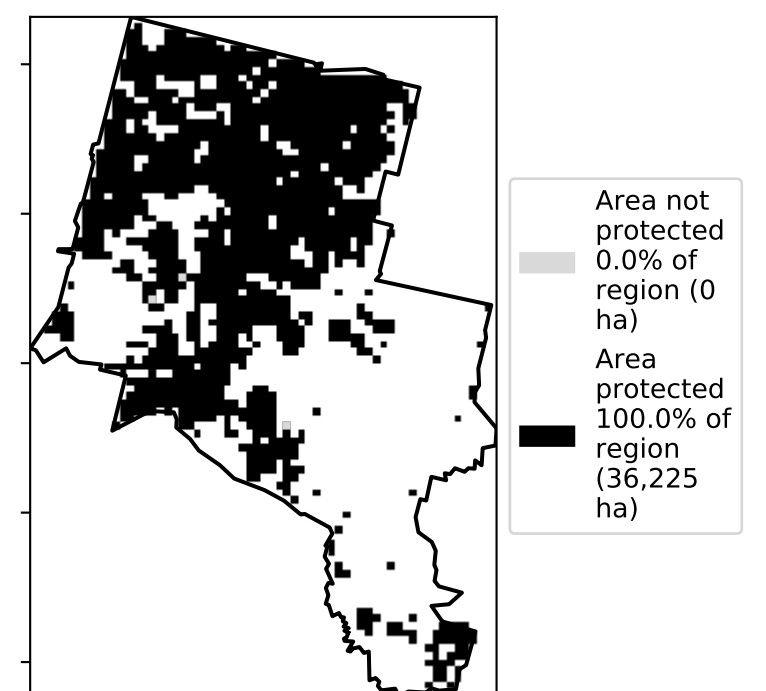 Area not
protected
0.0% of
region (0
ha)
Area
protected
100.0% of
region
(36,225
ha)